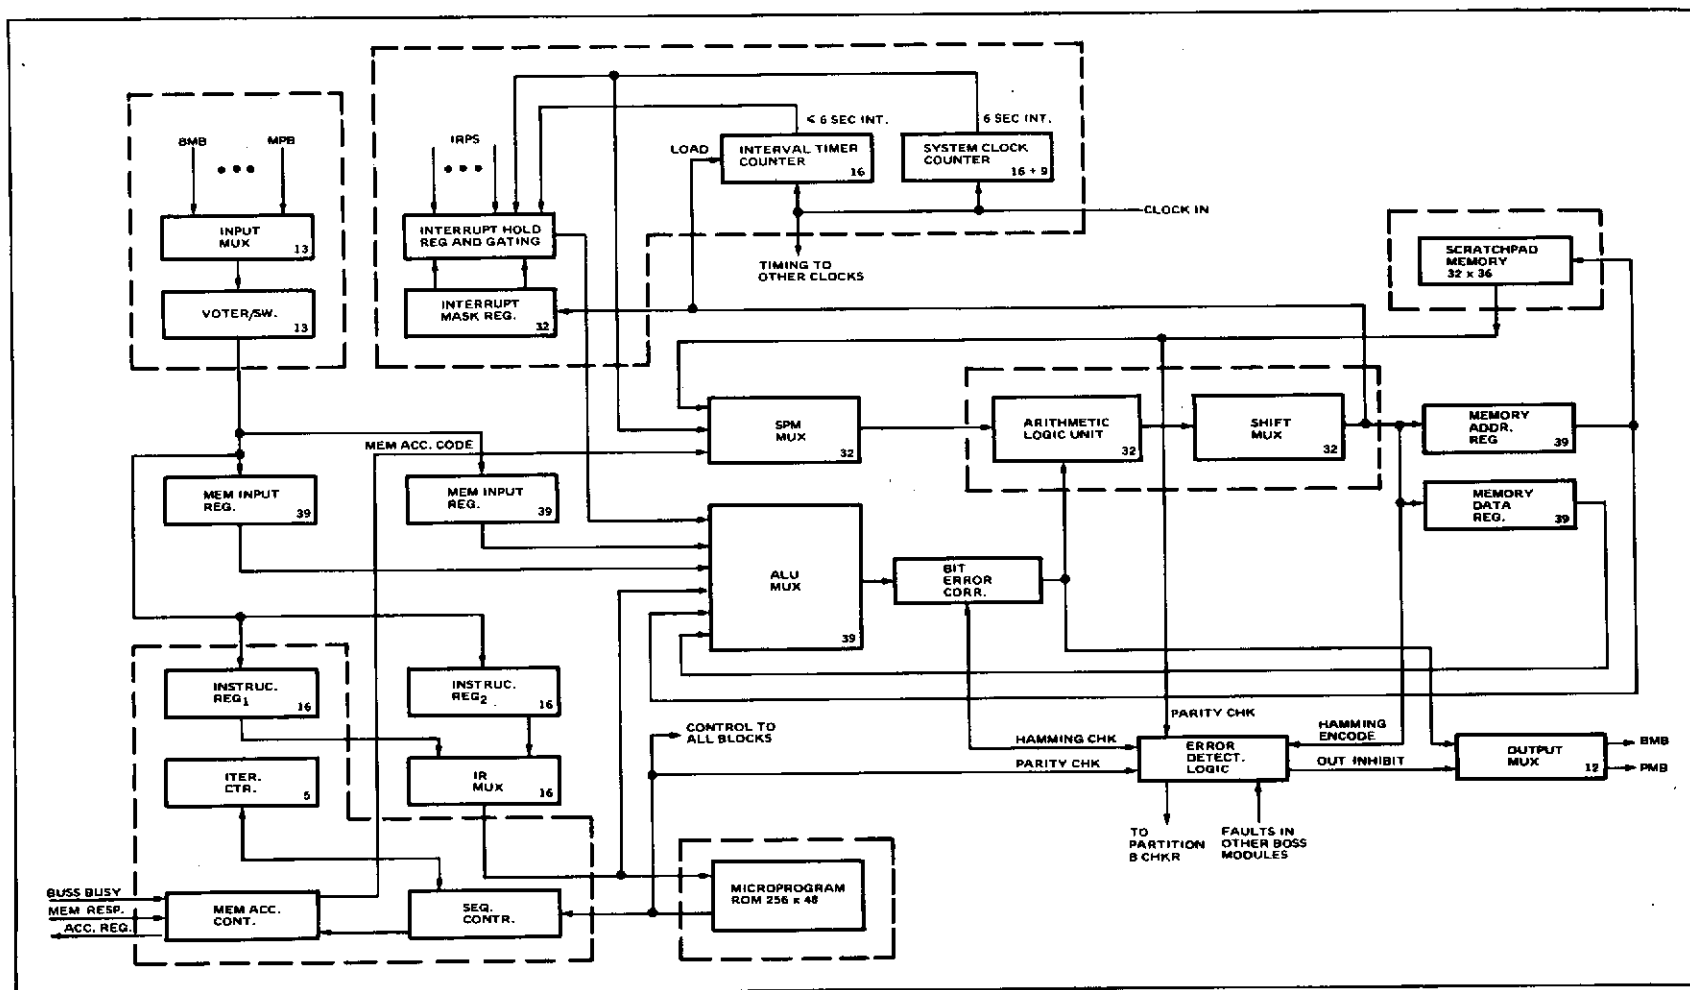 BMB
MPB
INPUT
MUX
13
VOTER/SW.
13
IRPS
< 6 SEC INT.
6 SEC INT.
LOAD
INTERVAL TIMER
COUNTER
16
SYSTEM CLOCK
COUNTER
16 + 9
CLOCK IN
INTERRUPT HOLD
REG AND GATING
TIMING TO
OTHER CLOCKS
INTERRUPT
MASK REG.
32
SCRATCHPAD
MEMORY
32 x 36
MEM ACC. CODE
SPM
MUX
32
ARITHMETIC
LOGIC UNIT
32
SHIFT
MUX
32
MEMORY
ADDR.
REG
39
MEM INPUT
REG.
39
MEM INPUT
REG.
39
MEMORY
DATA
REG.
39
ALU
MUX
39
BIT
ERROR
CORR.
INSTRUC.
REG1
16
INSTRUC.
REG2
16
ITER.
CTR.
5
IR
MUX
16
CONTROL TO
ALL BLOCKS
PARITY CHK
HAMMING CHK
PARITY CHK
ERROR
DETECT.
LOGIC
HAMMING
ENCODE
OUT INHIBIT
OUTPUT
MUX
12
BMB
PMB
TO
PARTITION
B CHKR
FAULTS IN
OTHER BOSS
MODULES
BUSS BUSY
MEM RESP.
ACC. REG.
MEM ACC.
CONT.
SEQ.
CONTR.
MICROPROGRAM
ROM 256 x 48